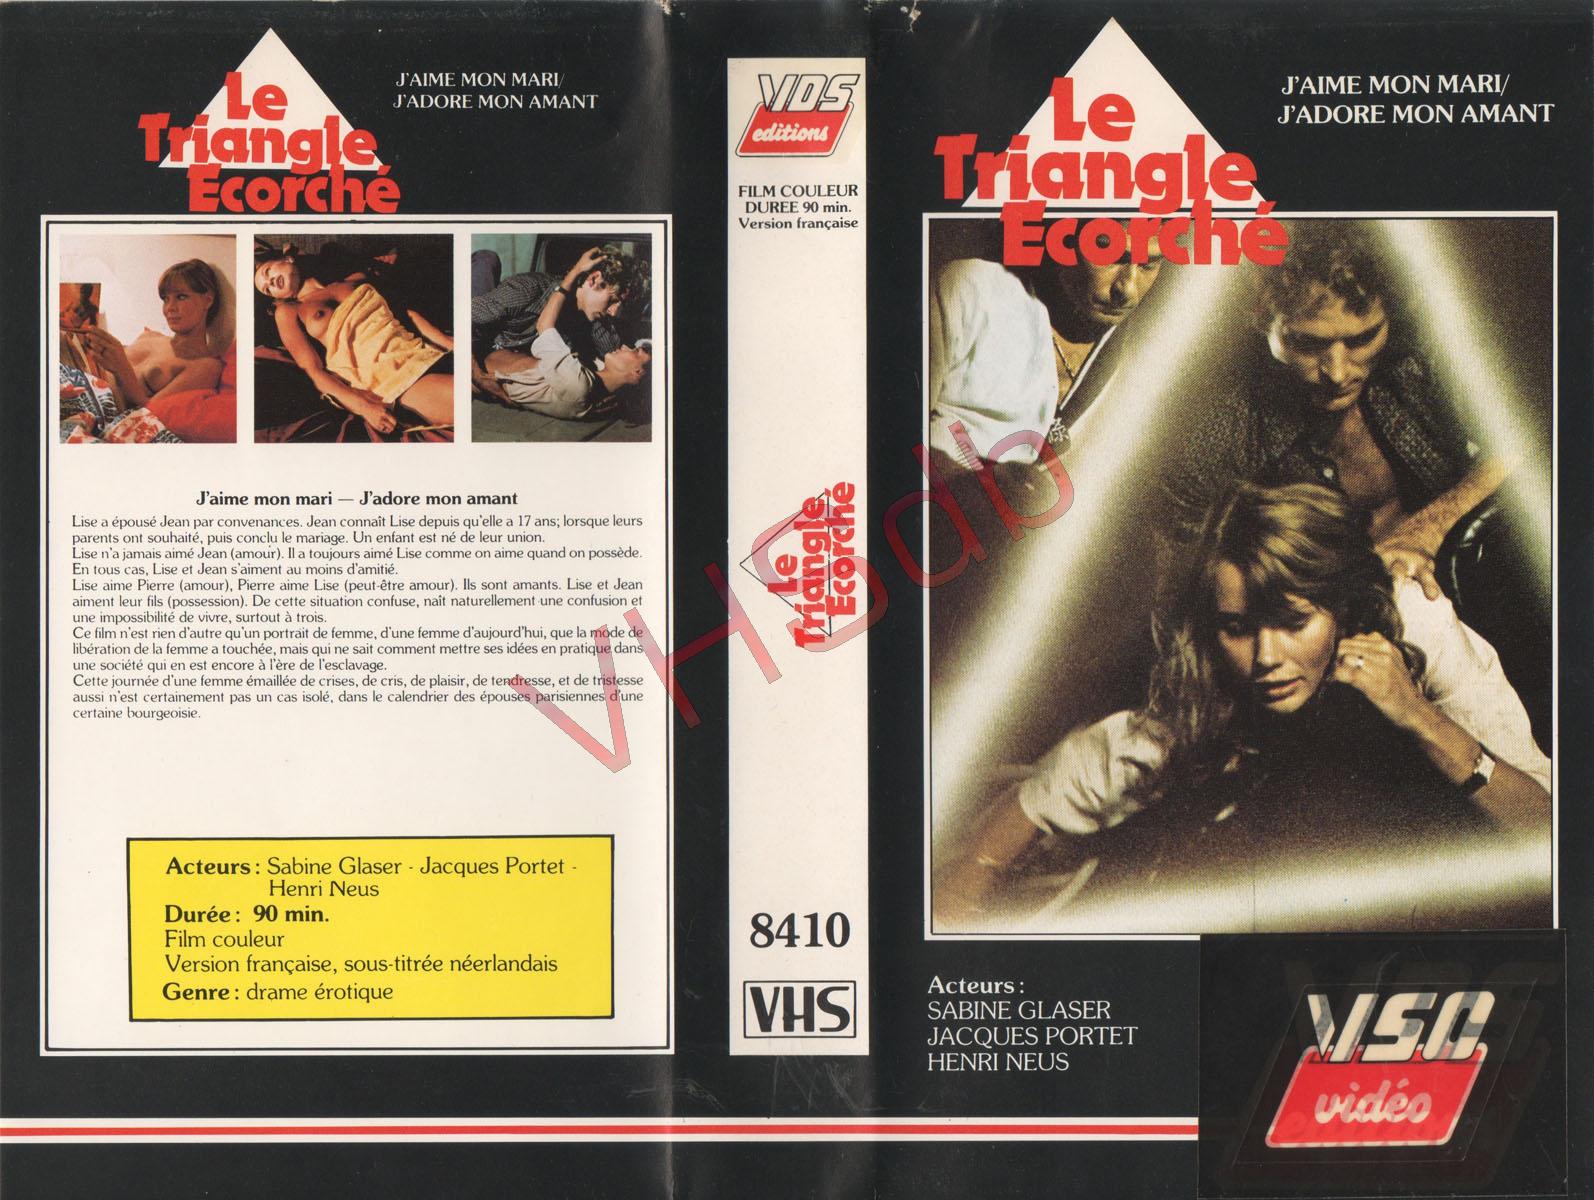 Le
Triangle
Ecorché
J'AIME MON MARI/
J'ADORE MON AMANT
J'aime mon mari — J'adore mon amant
Lise a épousé Jean par convenances. Jean connaît Lise depuis qu'elle a 17 ans; lorsque leurs
parents ont souhaité, puis conclu le mariage. Un enfant est né de leur union.
Lise n'a jamais aimé Jean (amour). Il a toujours aimé Lise comme on aime quand on possède.
En tous cas, Lise et Jean s'aiment au moins d'amitié.
Lise aime Pierre (amour), Pierre aime Lise (peut-être amour). Ils sont amants. Lise et Jean
aiment leur fils (possession). De cette situation confuse, naît naturellement une confusion et
une impossibilité de vivre, surtout à trois.
Ce film n'est rien d'autre qu'un portrait de femme, d'une femme d'aujourd'hui, que la mode de
libération de la femme a touchée, mais qui ne sait comment mettre ses idées en pratique dans
une société qui en est encore à l'ère de l'esclavage.
Cette journée d'une femme émaillée de crises, de cris, de plaisir, de tendresse, et de tristesse
aussi n'est certainement pas un cas isolé, dans le calendrier des épouses parisiennes d'une
certaine bourgeoisie.
Acteurs : Sabine Glaser - Jacques Portet -
Henri Neus
Durée : 90 min.
Film couleur
Version française, sous-titrée néerlandais
Genre : drame érotique
VDS
editions
FILM COULEUR
DUREE 90 min.
Version française
Le
Triangle
Ecorché
8410
VHS
Le
Triangle
Ecorché
J'AIME MON MARI/
J'ADORE MON AMANT
Acteurs :
SABINE GLASER
JACQUES PORTET
HENRI NEUS
V.S.C
vidéo
VHSdb